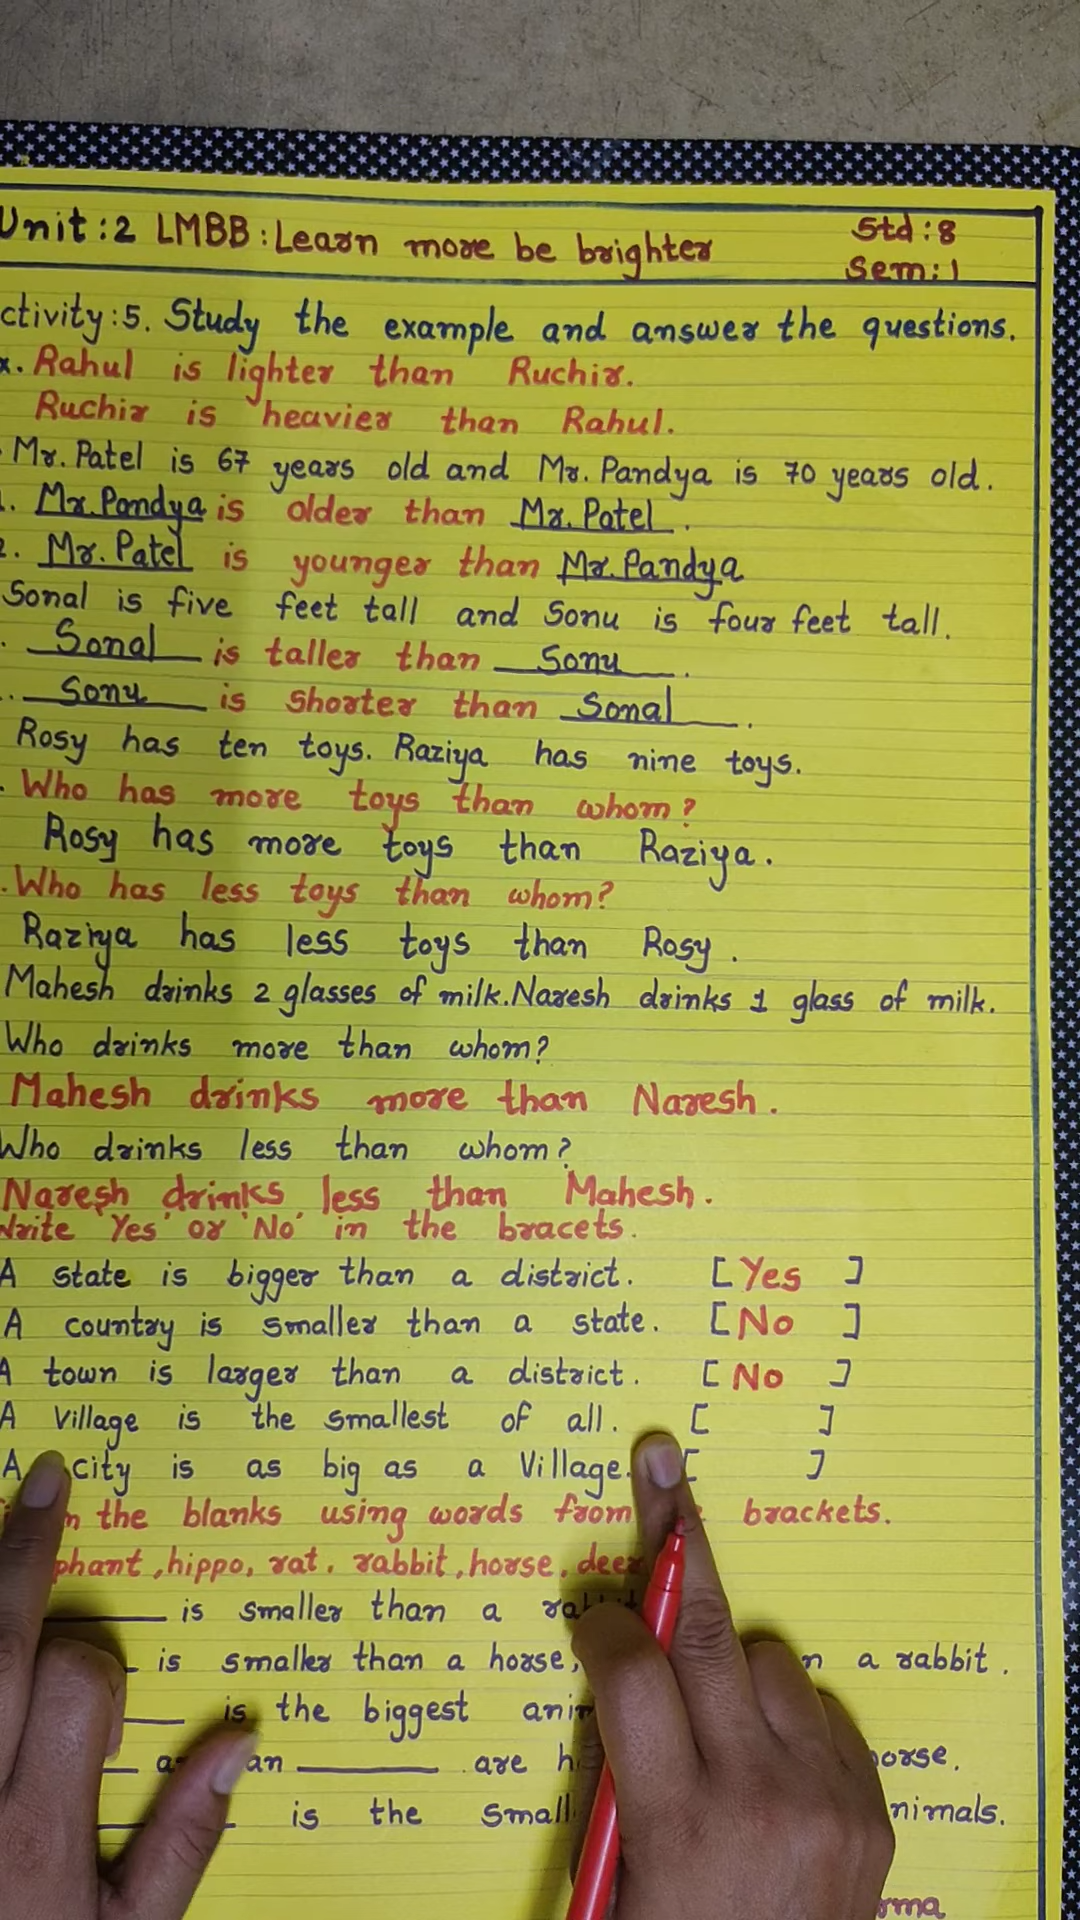 Unit:2 LMBB:Learn more be brighter Std:8
Sem:1
ctivity:5. Study the example and answer the questions.
x. Rahul is lighter than Ruchir.
Ruchir is heavier than Rahul.
Mr. Patel is 67 years old and Mr. Pandya is 70 years old.
1. Mr. Pandya is older than Mr. Patel.
2. Mr. Patel is younger than Mr. Pandya
Sonal is five feet tall and Sonu is four feet tall.
. Sonal is taller than Sonu.
. Sonu is shorter than Sonal.
Rosy has ten toys. Raziya has nine toys.
. Who has more toys than whom?
Rosy has more toys than Raziya.
. Who has less toys than whom?
Raziya has less toys than Rosy.
Mahesh drinks 2 glasses of milk. Naresh drinks 1 glass of milk.
Who drinks more than whom?
Mahesh drinks more than Naresh.
Who drinks less than whom?
Naresh drinks less than Mahesh.
Write 'Yes' or 'No' in the bracets.
A state is bigger than a district. [ Yes ]
A country is smaller than a state. [ No ]
A town is larger than a district. [ No ]
A village is the smallest of all. [ ]
A city is as big as a Village. [ ]
the blanks using words from brackets.
phant, hippo, rat, rabbit, horse, deer
______ is smaller than a
is smaller than a horse, a rabbit.
____ is the biggest
______ are
____ is the nimals.